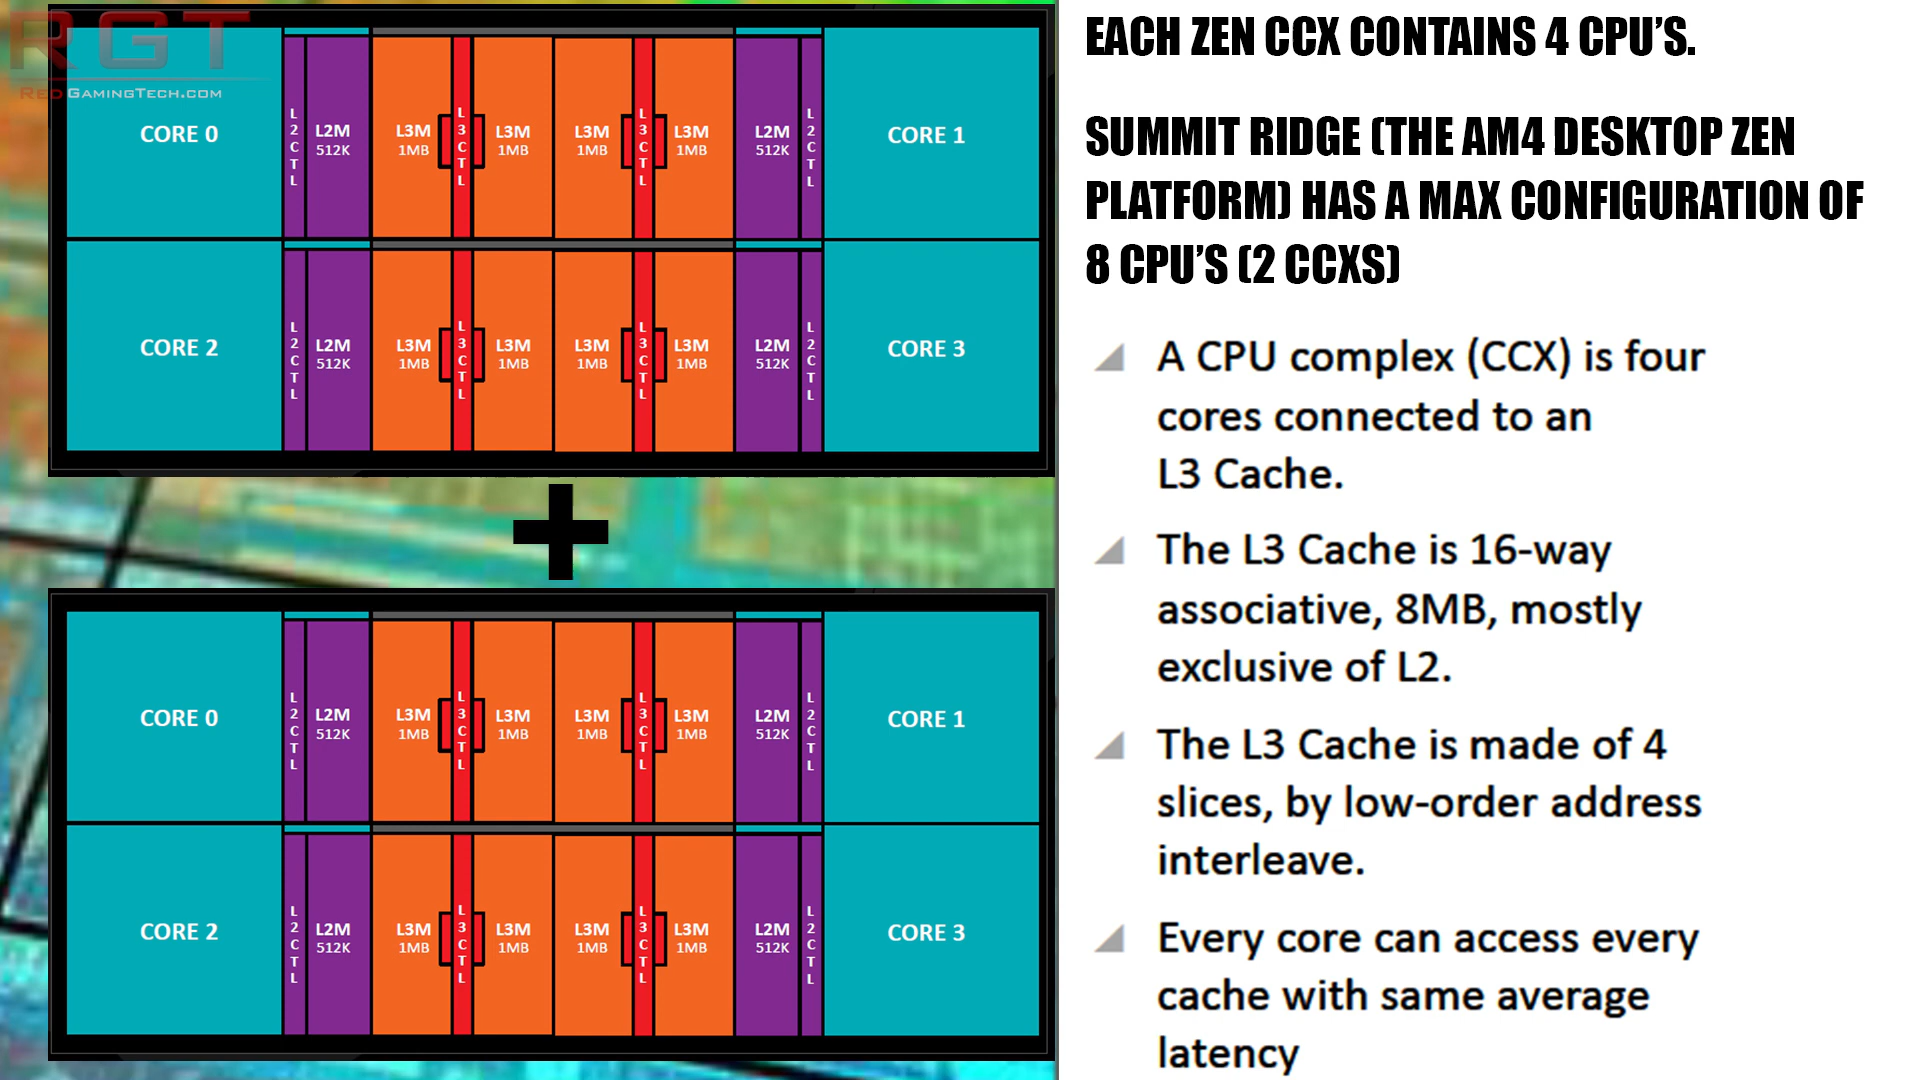 RGT
REDGAMINGTECH.COM
CORE 0
L2CTL
L2M
512K
L3M
1MB
L3CTL
L3M
1MB
L3M
1MB
L3CTL
L3M
1MB
L2M
512K
L2CTL
CORE 1
CORE 2
L2CTL
L2M
512K
L3M
1MB
L3CTL
L3M
1MB
L3M
1MB
L3CTL
L3M
1MB
L2M
512K
L2CTL
CORE 3
+
CORE 0
L2CTL
L2M
512K
L3M
1MB
L3CTL
L3M
1MB
L3M
1MB
L3CTL
L3M
1MB
L2M
512K
L2CTL
CORE 1
CORE 2
L2CTL
L2M
512K
L3M
1MB
L3CTL
L3M
1MB
L3M
1MB
L3CTL
L3M
1MB
L2M
512K
L2CTL
CORE 3
EACH ZEN CCX CONTAINS 4 CPU'S.
SUMMIT RIDGE (THE AM4 DESKTOP ZEN
PLATFORM) HAS A MAX CONFIGURATION OF
8 CPU'S (2 CCXS)
A CPU complex (CCX) is four
cores connected to an
L3 Cache.
The L3 Cache is 16-way
associative, 8MB, mostly
exclusive of L2.
The L3 Cache is made of 4
slices, by low-order address
interleave.
Every core can access every
cache with same average
latency